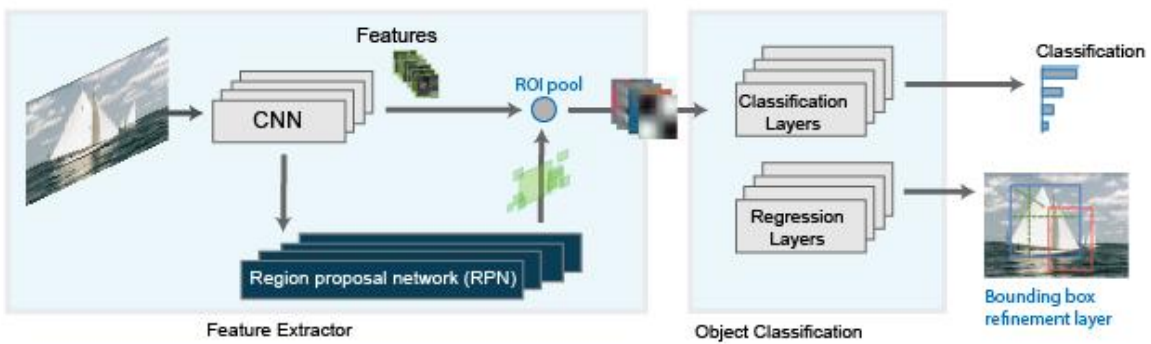 Features
ROI pool
CNN
Region proposal network (RPN)
Feature Extractor
Classification
Layers
Regression
Layers
Object Classification
Classification
Bounding box
refinement layer